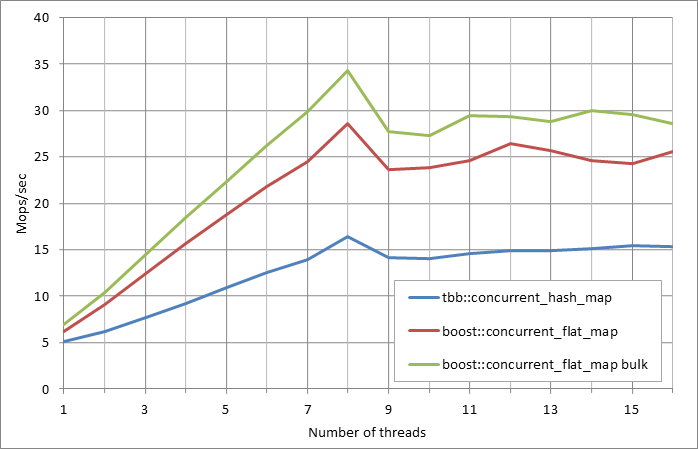 40
35
30
25
20
15
10
5
0
Mops/sec
1 3 5 7 9 11 13 15
Number of threads
tbb::concurrent_hash_map
boost::concurrent_flat_map
boost::concurrent_flat_map bulk